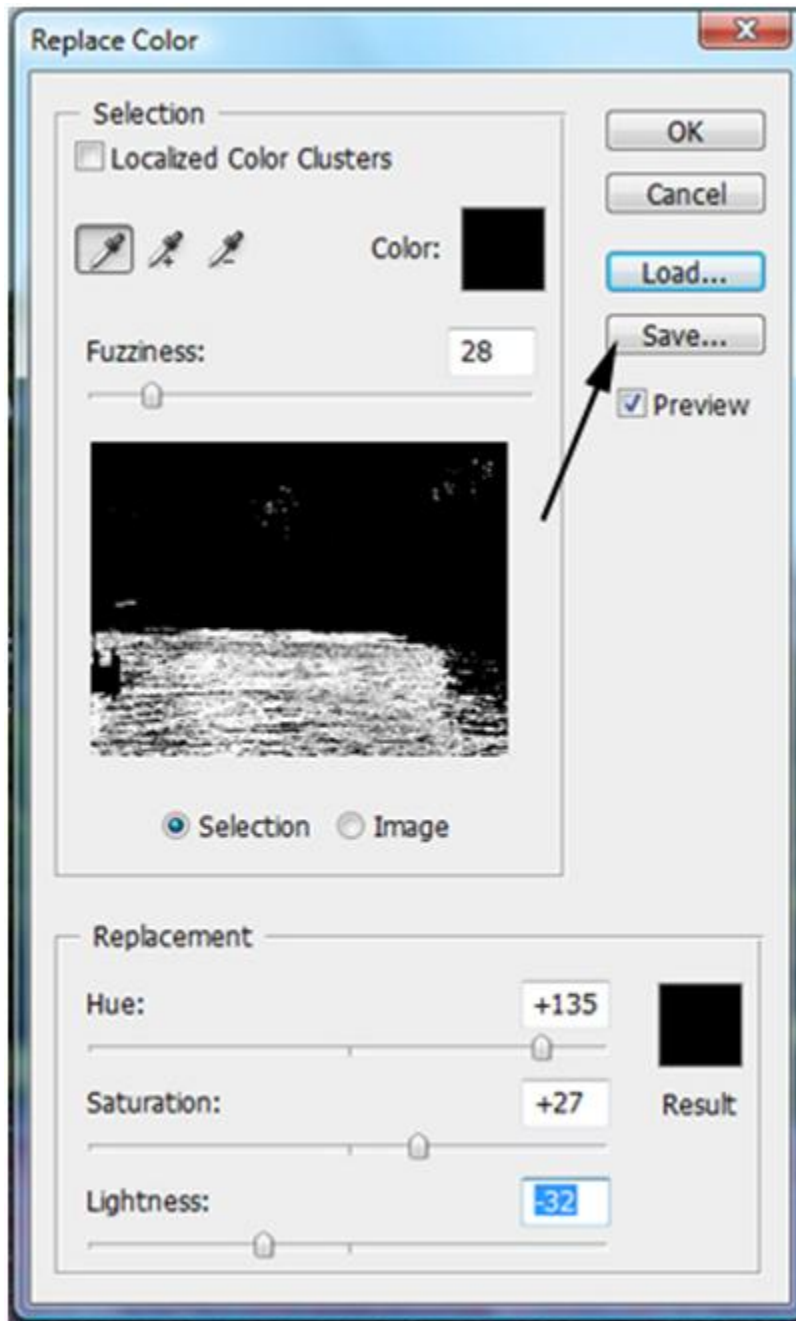 Replace Color
Selection
Localized Color Clusters
Color:
Fuzziness:
28
Selection
Image
OK
Cancel
Load...
Save...
Preview
Replacement
Hue:
+135
Saturation:
+27
Result
Lightness:
-32